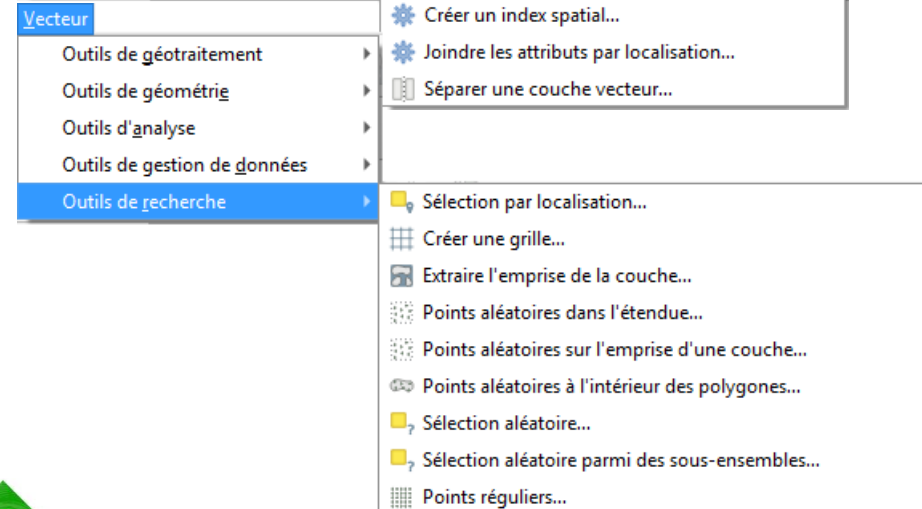 Vecteur
Outils de géotraitement
Outils de géométrie
Outils d'analyse
Outils de gestion de données
Outils de recherche
Créer un index spatial...
Joindre les attributs par localisation...
Séparer une couche vecteur...
Sélection par localisation...
Créer une grille...
Extraire l'emprise de la couche...
Points aléatoires dans l'étendue...
Points aléatoires sur l'emprise d'une couche...
Points aléatoires à l'intérieur des polygones...
Sélection aléatoire...
Sélection aléatoire parmi des sous-ensembles...
Points réguliers...